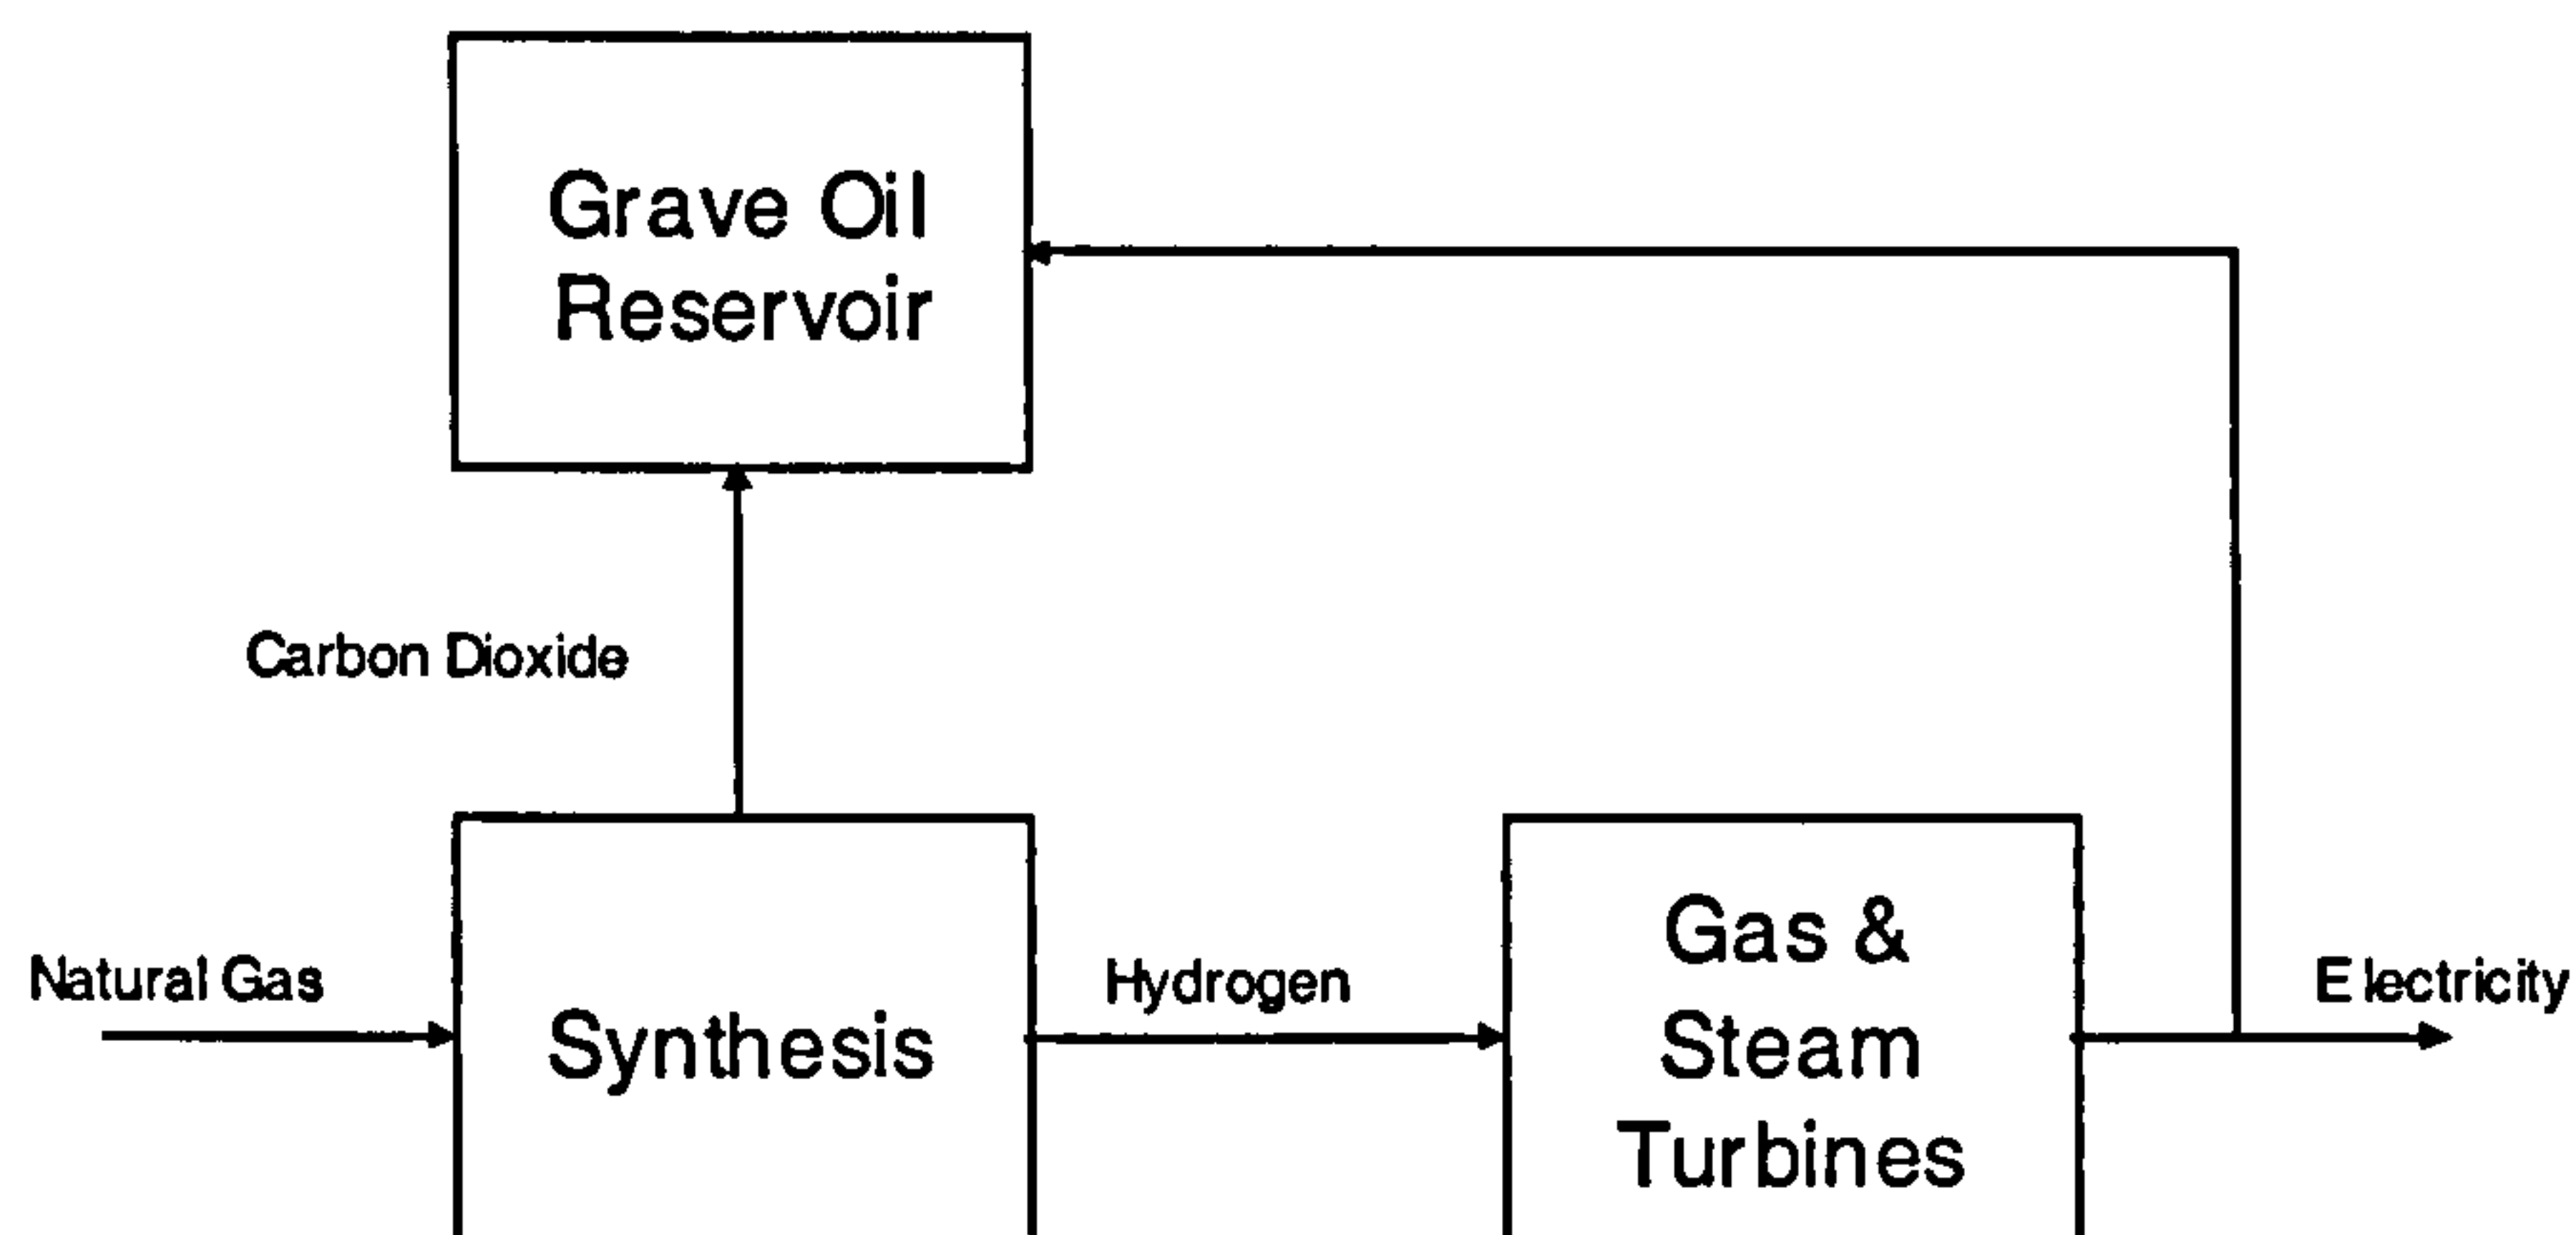 Grave Oil
Reservoir
Carbon Dioxide
Natural Gas
Synthesis
Hydrogen
Gas &
Steam
Turbines
Electricity